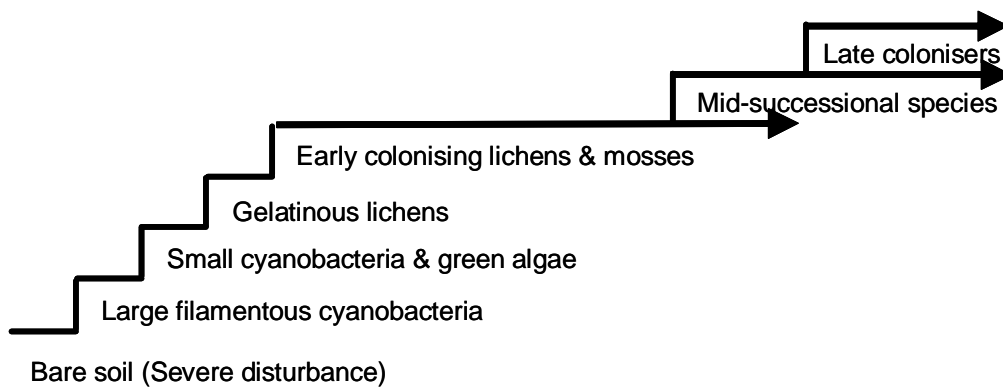 Late colonisers
Mid-successional species
Early colonising lichens & mosses
Gelatinous lichens
Small cyanobacteria & green algae
Large filamentous cyanobacteria
Bare soil (Severe disturbance)